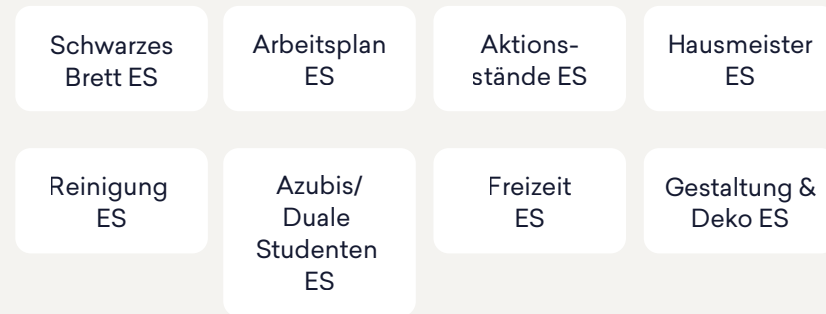 Schwarzes
Brett ES
Arbeitsplan
ES
Aktions-
stände ES
Hausmeister
ES
Reinigung
ES
Azubis/
Duale
Studenten
ES
Freizeit
ES
Gestaltung &
Deko ES